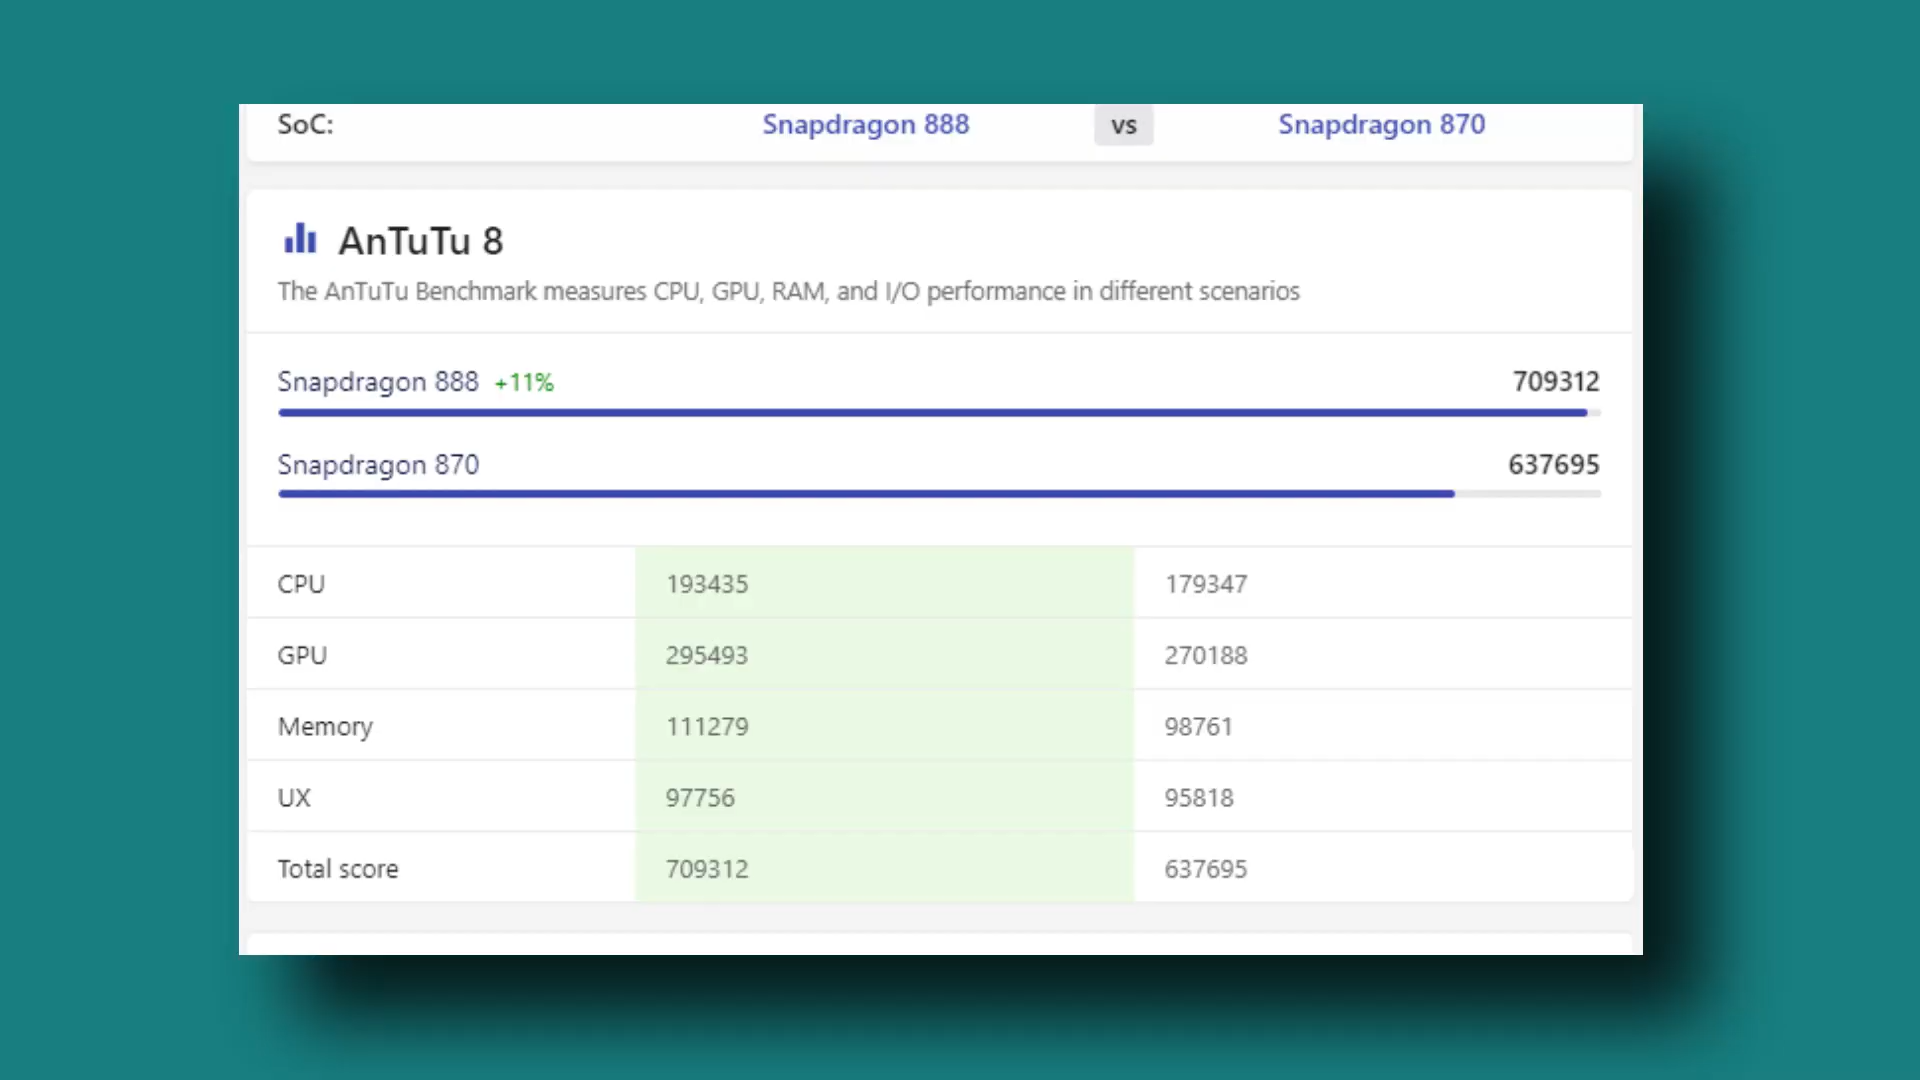 SoC: Snapdragon 888 vs Snapdragon 870
AnTuTu 8
The AnTuTu Benchmark measures CPU, GPU, RAM, and I/O performance in different scenarios
Snapdragon 888 +11% 709312
Snapdragon 870 637695
CPU 193435 179347
GPU 295493 270188
Memory 111279 98761
UX 97756 95818
Total score 709312 637695